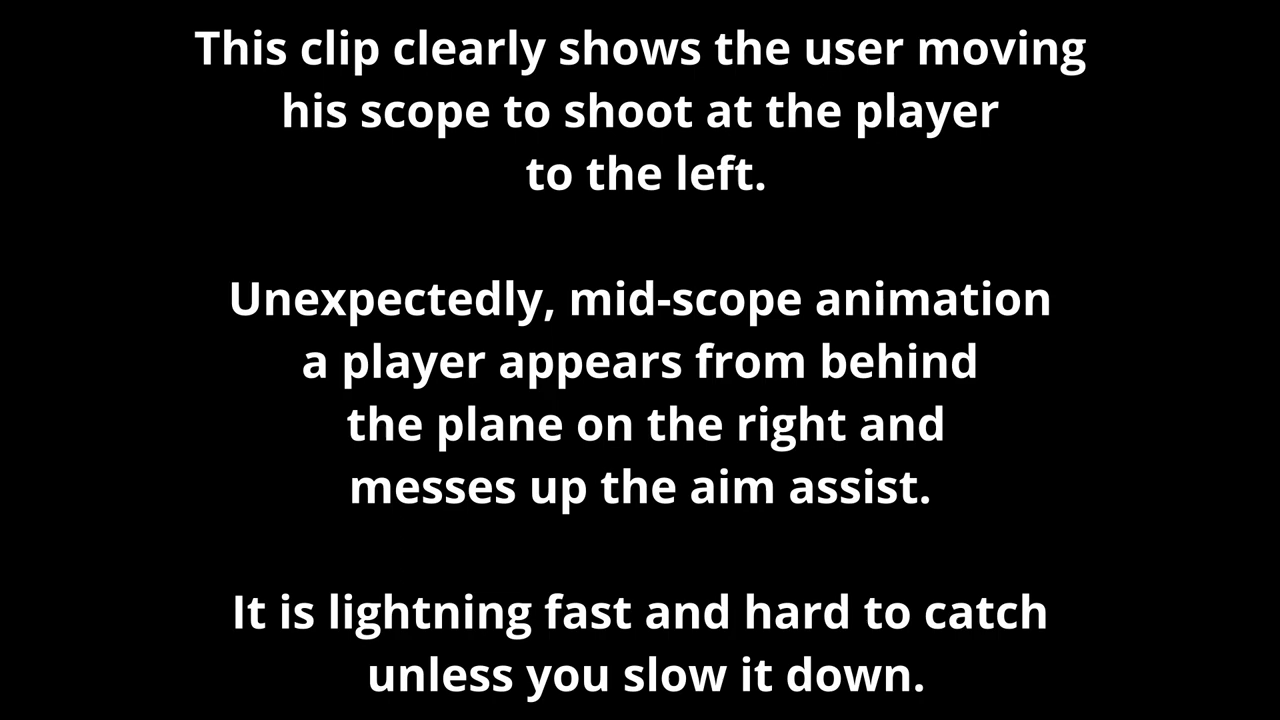 This clip clearly shows the user moving
his scope to shoot at the player
to the left.
Unexpectedly, mid-scope animation
a player appears from behind
the plane on the right and
messes up the aim assist.
It is lightning fast and hard to catch
unless you slow it down.